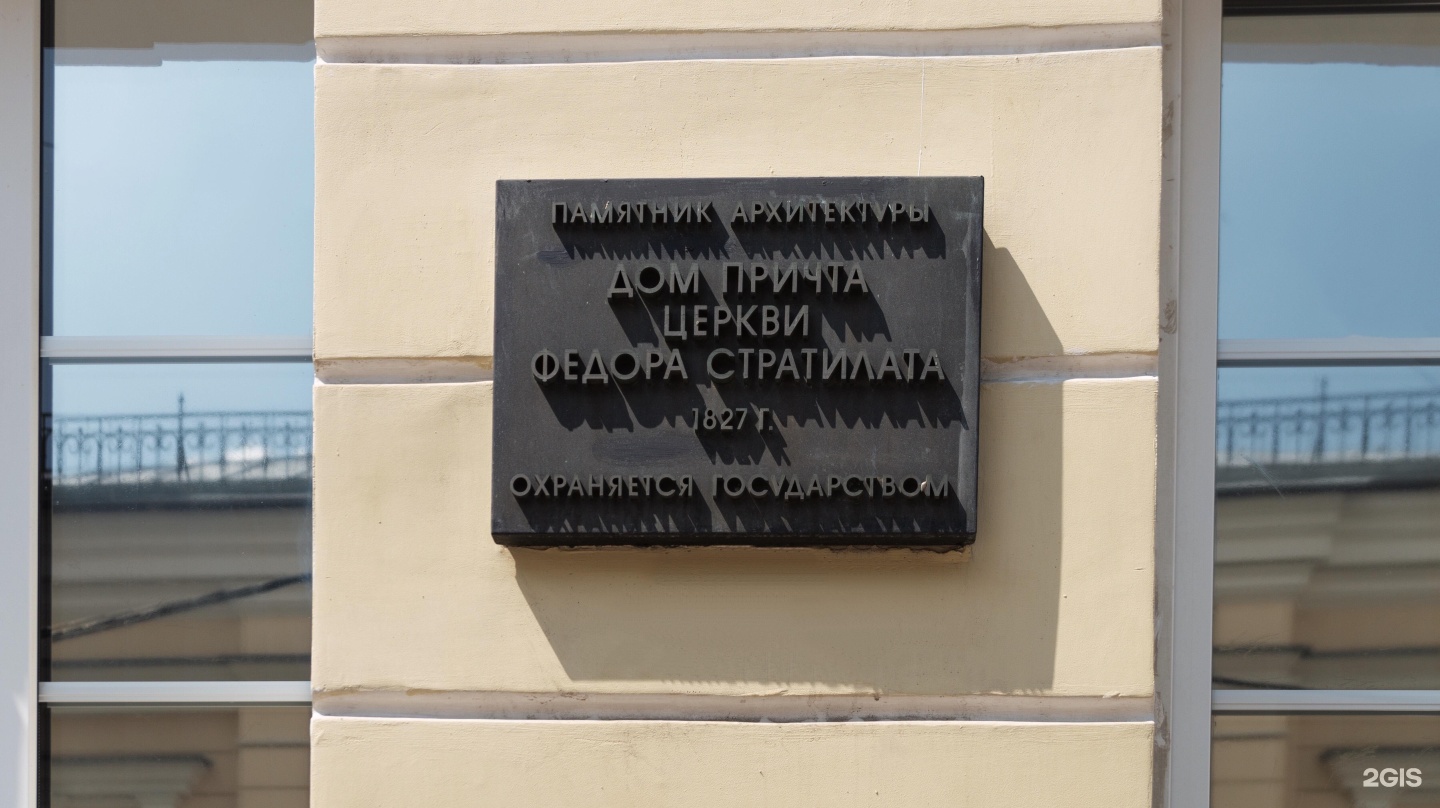 ПАМЯТНИК АРХИТЕКТУРЫ
ДОМ ПРИЧТА
ЦЕРКВИ
ФЕДОРА СТРАТИЛАТА
1827 Г.
ОХРАНЯЕТСЯ ГОСУДАРСТВОМ
2GIS